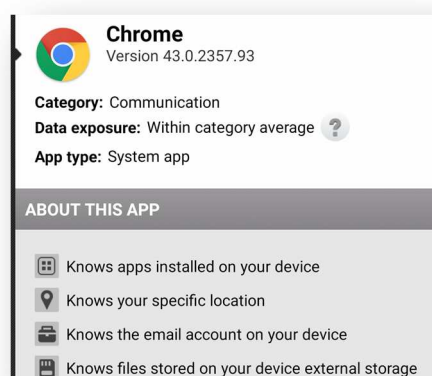 Chrome
Version 43.0.2357.93
Category: Communication
Data exposure: Within category average ?
App type: System app
ABOUT THIS APP
Knows apps installed on your device
Knows your specific location
Knows the email account on your device
Knows files stored on your device external storage